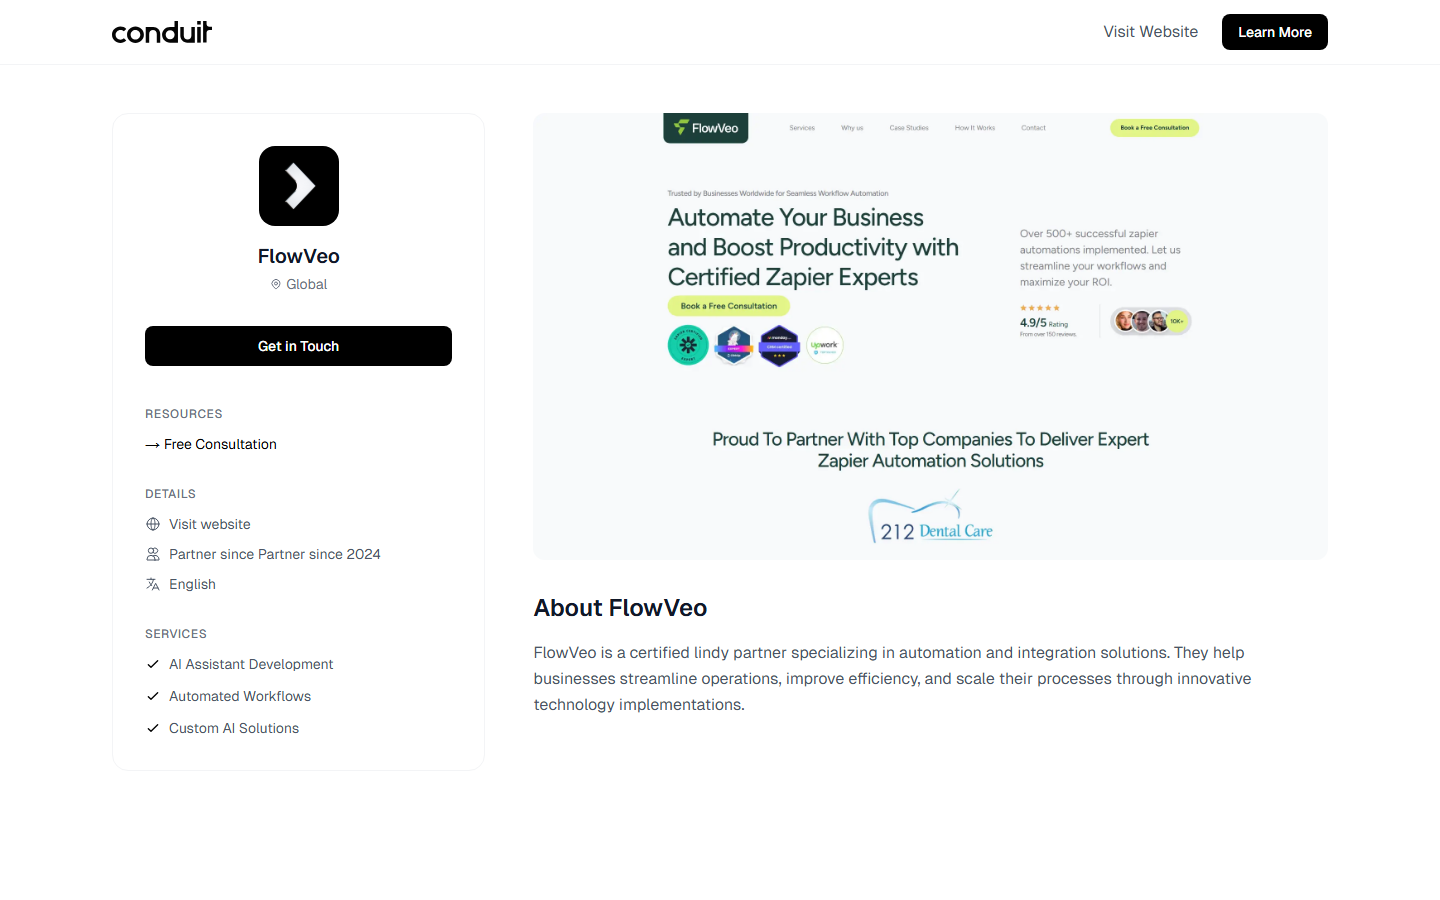 conduit
Visit Website
Learn More
FlowVeo
Global
Get in Touch
RESOURCES
→ Free Consultation
DETAILS
Visit website
Partner since Partner since 2024
English
SERVICES
AI Assistant Development
Automated Workflows
Custom AI Solutions
FlowVeo
Services
Why us
Case Studies
How It Works
Contact
Book a Free Consultation
Trusted by Businesses Worldwide for Seamless Workflow Automation
Automate Your Business
and Boost Productivity with
Certified Zapier Experts
Book a Free Consultation
upwork
Over 500+ successful zapier
automations implemented. Let us
streamline your workflows and
maximize your ROI.
4.9/5 Rating
From over 150 reviews
10K+
Proud To Partner With Top Companies To Deliver Expert
Zapier Automation Solutions
212 Dental Care
About FlowVeo
FlowVeo is a certified lindy partner specializing in automation and integration solutions. They help
businesses streamline operations, improve efficiency, and scale their processes through innovative
technology implementations.